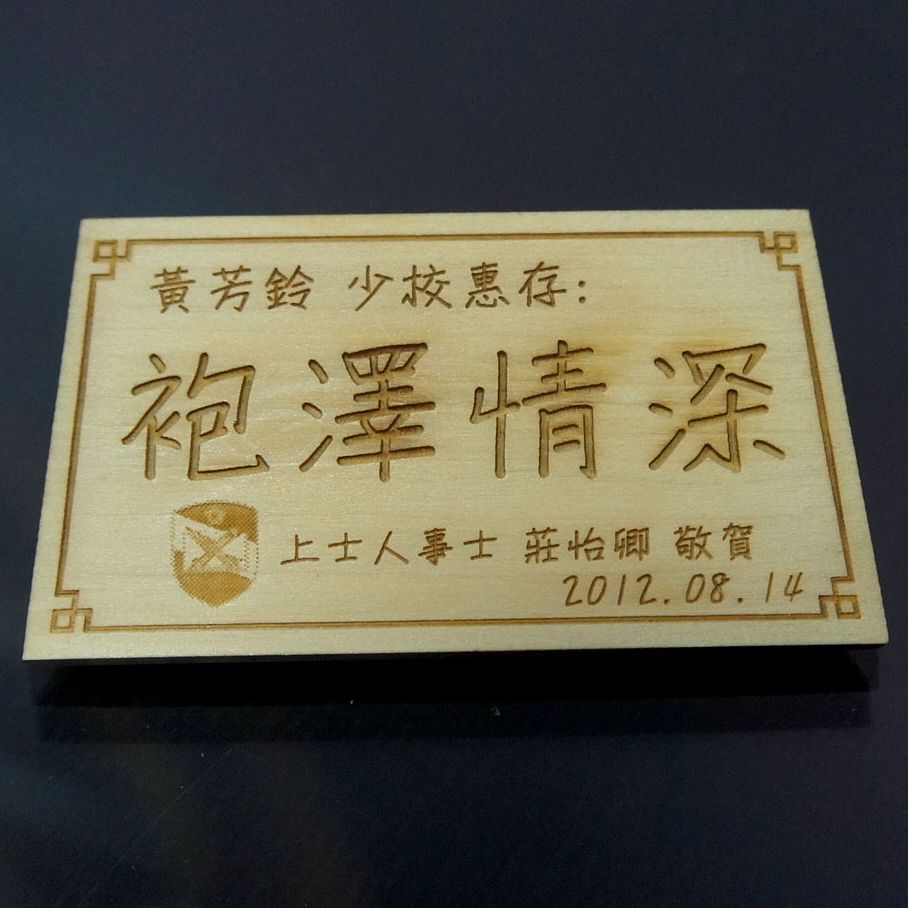 黃芳鈴 少校惠存:
袍澤情深
上士人事士 莊怡卿 敬賀
2012.08.14